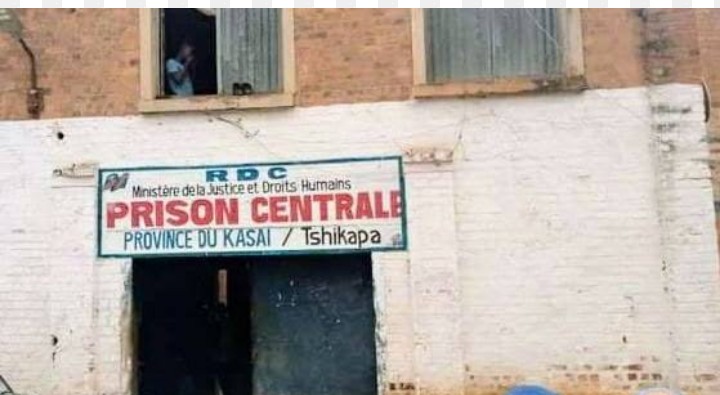 RDC
Ministère de la Justice et Droits Humains
PRISON CENTRALE
PROVINCE DU KASAI / Tshikapa